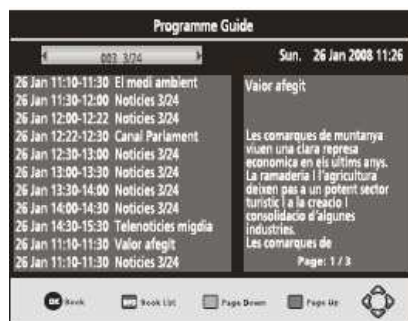 Programme Guide
003 3/24
Sun. 26 Jan 2008 11:26
26 Jan 11:10-11:30 El medi ambient
26 Jan 11:30-12:00 Noticies 3/24
26 Jan 12:00-12:22 Noticies 3/24
26 Jan 12:22-12:30 Canal Parlament
26 Jan 12:30-13:00 Noticies 3/24
26 Jan 13:00-13:30 Noticies 3/24
26 Jan 13:30-14:00 Noticies 3/24
26 Jan 14:00-14:30 Noticies 3/24
26 Jan 14:30-15:30 Telenoticies migdia
26 Jan 11:10-11:30 Valor afegit
26 Jan 11:10-11:30 Noticies 3/24
Valor afegit
Les comarques de muntanya
viuen una clara represa
economica en els ultims anys.
La ramaderia i l'agricultura
deixen pas a un potent sector
turistic i a la creacio i
consolidacio d'algunes
industries.
Les comarques de
Page: 1 / 3
OK Book
Book List
Page Down
Page Up